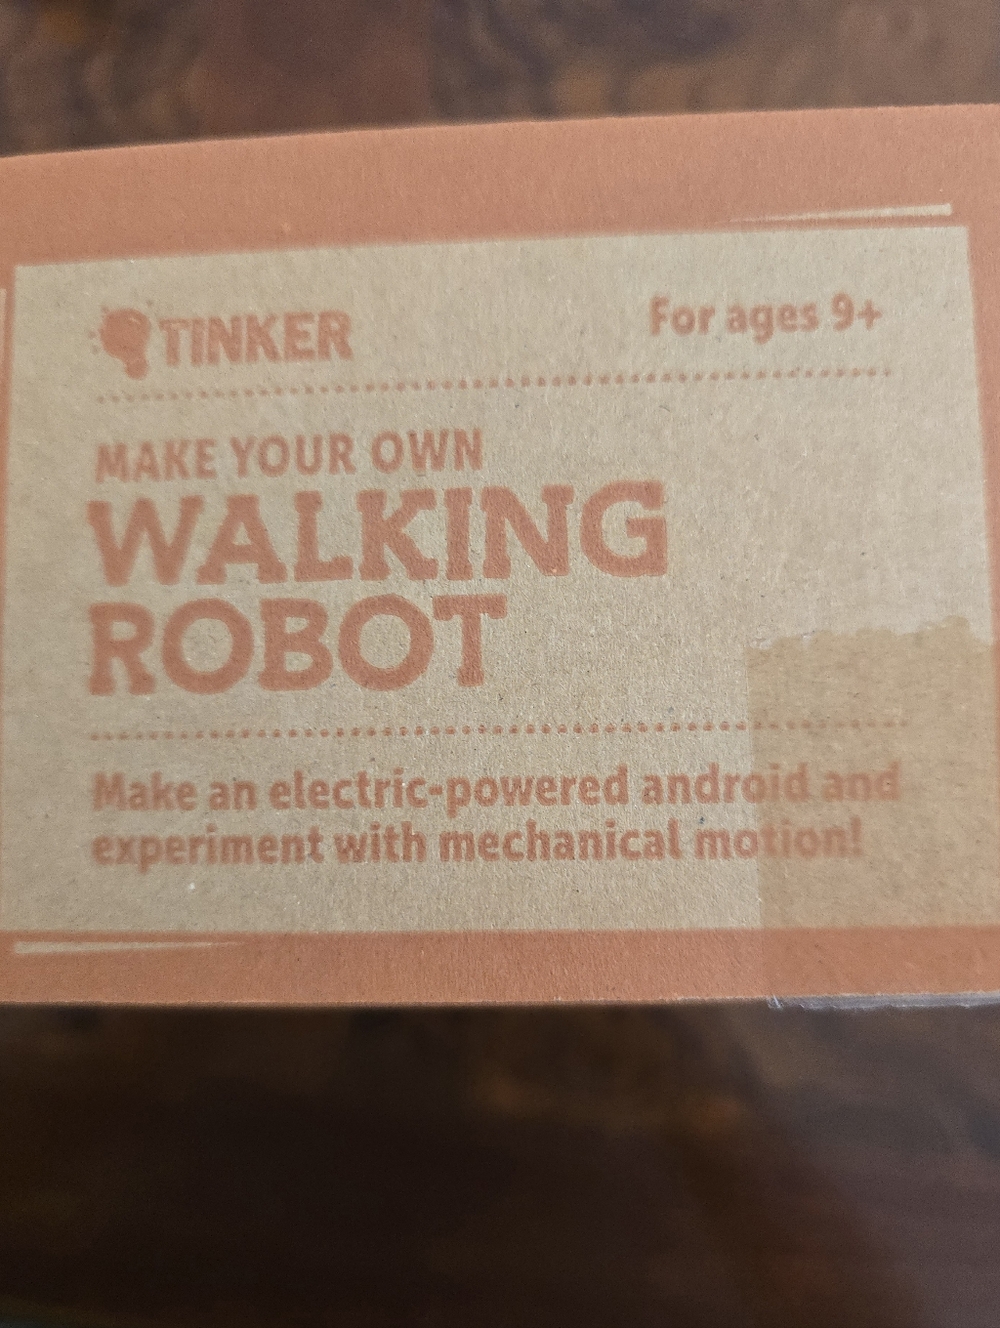 TINKER
For ages 9+
MAKE YOUR OWN
WALKING
ROBOT
Make an electric-powered android and
experiment with mechanical motion!